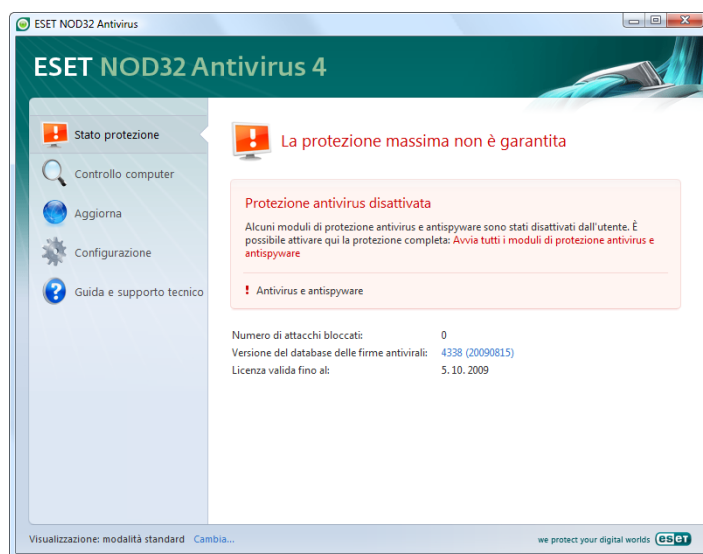 ESET NOD32 Antivirus
ESET NOD32 Antivirus 4
Stato protezione
Controllo computer
Aggiorna
Configurazione
Guida e supporto tecnico
La protezione massima non è garantita
Protezione antivirus disattivata
Alcuni moduli di protezione antivirus e antispyware sono stati disattivati dall'utente. È
possibile attivare qui la protezione completa: Avvia tutti i moduli di protezione antivirus e
antispyware
! Antivirus e antispyware
Numero di attacchi bloccati: 0
Versione del database delle firme antivirali: 4338 (20090815)
Licenza valida fino al: 5. 10. 2009
Visualizzazione: modalità standard Cambia...
we protect your digital worlds eset